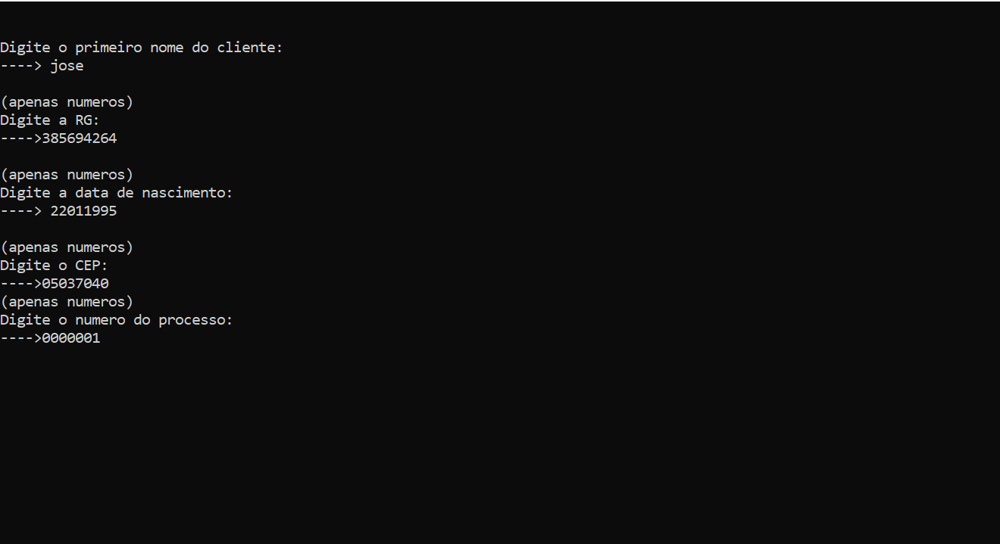 Digite o primeiro nome do cliente:
----> jose
(apenas numeros)
Digite a RG:
---->385694264
(apenas numeros)
Digite a data de nascimento:
----> 22011995
(apenas numeros)
Digite o CEP:
---->05037040
(apenas numeros)
Digite o numero do processo:
---->0000001